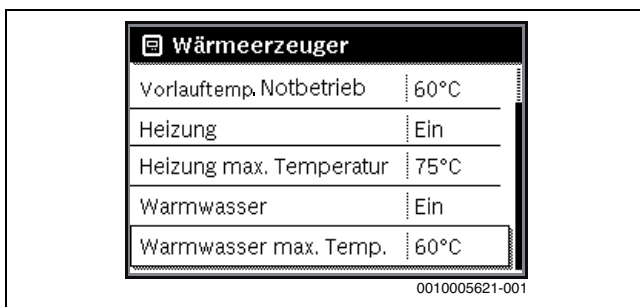 Wärmeerzeuger
Vorlauftemp. Notbetrieb 60°C
Heizung Ein
Heizung max. Temperatur 75°C
Warmwasser Ein
Warmwasser max. Temp. 60°C
0010005621-001